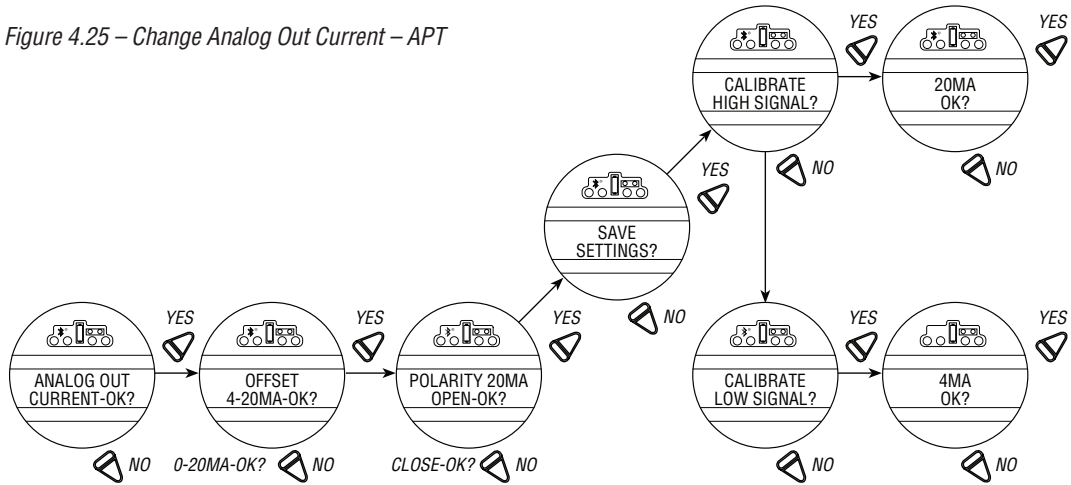 Figure 4.25 – Change Analog Out Current – APT
CALIBRATE
HIGH SIGNAL?
YES
NO
20MA
OK?
YES
NO
SAVE
SETTINGS?
YES
NO
ANALOG OUT
CURRENT-OK?
YES
NO
OFFSET
4-20MA-OK?
YES
0-20MA-OK?
NO
POLARITY 20MA
OPEN-OK?
YES
CLOSE-OK?
NO
CALIBRATE
LOW SIGNAL?
YES
NO
4MA
OK?
YES
NO